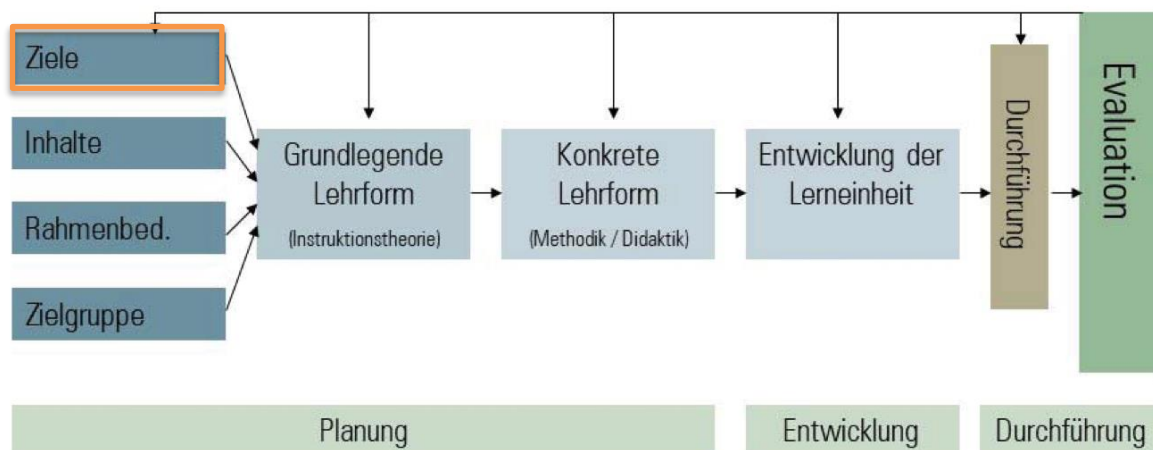 Ziele
Inhalte
Rahmenbed.
Zielgruppe
Grundlegende
Lehrform
(Instruktionstheorie)
Konkrete
Lehrform
(Methodik / Didaktik)
Entwicklung der
Lerneinheit
Durchführung
Evaluation
Planung
Entwicklung
Durchführung